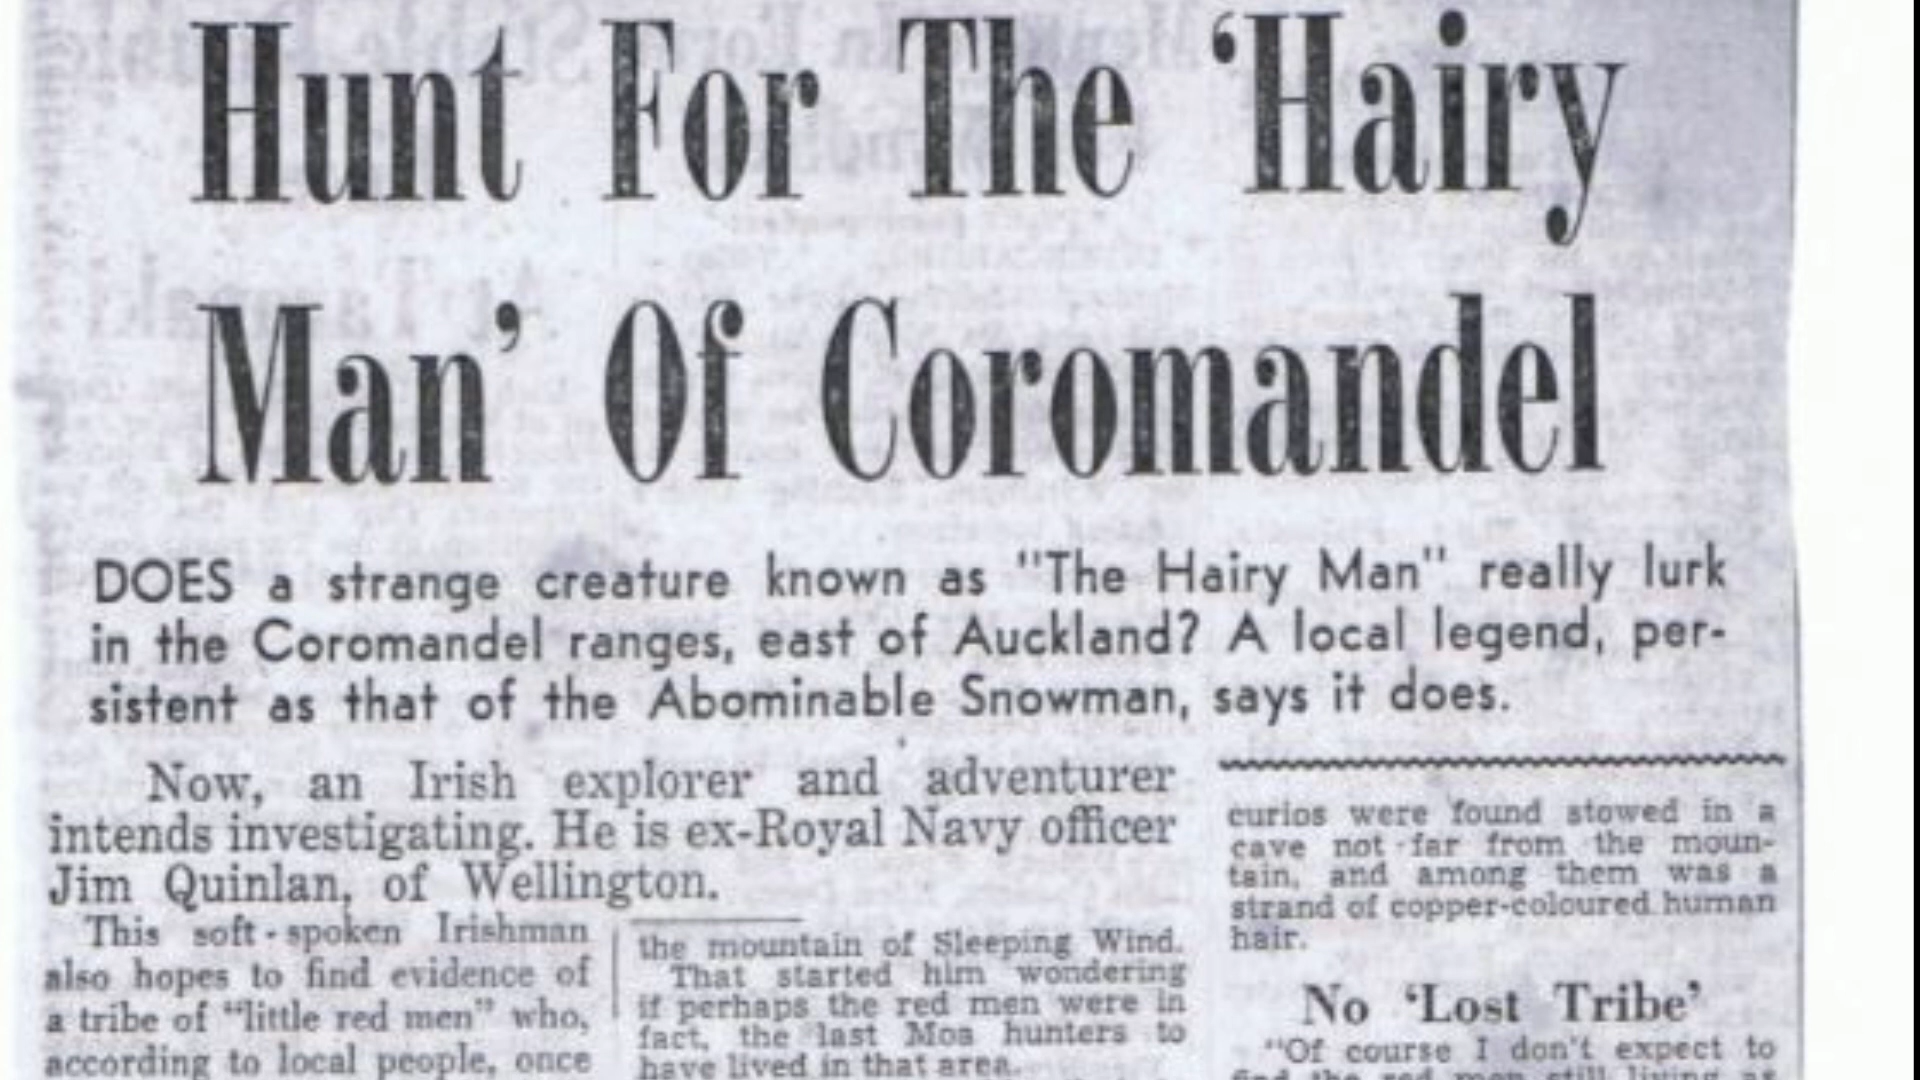 Hunt For The ‘Hairy
Man’ Of Coromandel
DOES a strange creature known as "The Hairy Man" really lurk
in the Coromandel ranges, east of Auckland? A local legend, per-
sistent as that of the Abominable Snowman, says it does.
Now, an Irish explorer and adventurer
intends investigating. He is ex-Royal Navy officer
Jim Quinlan, of Wellington.
This soft-spoken Irishman
also hopes to find evidence of
a tribe of "little red men" who,
according to local people, once
the mountain of Sleeping Wind.
That started him wondering
if perhaps the red men were in
fact, the last Moa hunters to
have lived in that area.
curios were found stowed in a
cave not far from the moun-
tain, and among them was a
strand of copper-coloured human
hair.
No ‘Lost Tribe’
"Of course I don't expect to
find the red men still living as